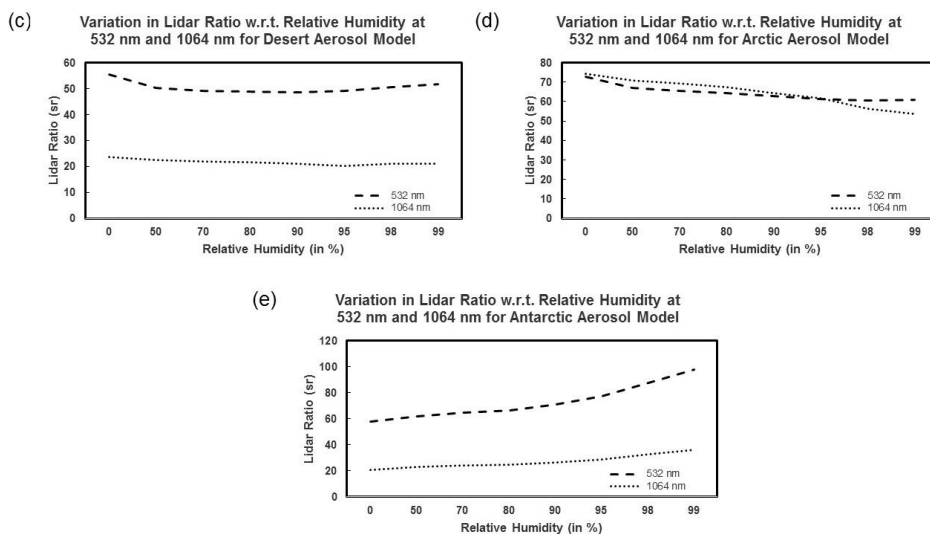 (c)
Variation in Lidar Ratio w.r.t. Relative Humidity at
532 nm and 1064 nm for Desert Aerosol Model
60
50
40
30
20
10
0
Lidar Ratio (sr)
532 nm
1064 nm
0 50 70 80 90 95 98 99
Relative Humidity (in %)
(d)
Variation in Lidar Ratio w.r.t. Relative Humidity at
532 nm and 1064 nm for Arctic Aerosol Model
80
70
60
50
40
30
20
10
0
Lidar Ratio (sr)
532 nm
1064 nm
0 50 70 80 90 95 98 99
Relative Humidity (in %)
(e)
Variation in Lidar Ratio w.r.t. Relative Humidity at
532 nm and 1064 nm for Antarctic Aerosol Model
120
100
80
60
40
20
0
Lidar Ratio (sr)
532 nm
1064 nm
0 50 70 80 90 95 98 99
Relative Humidity (in %)